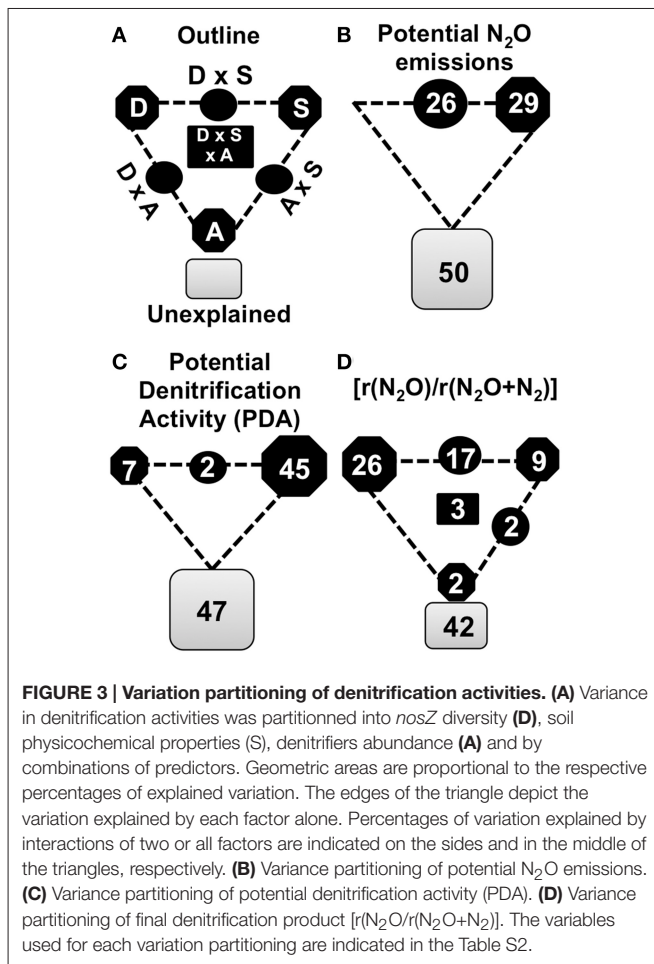 A Outline
D x S
D S
D x S
x A
D x A A x S
A
Unexplained
B Potential N₂O
emissions
26 29
50
C Potential
Denitrification
Activity (PDA)
7 2 45
47
D [r(N₂O)/r(N₂O+N₂)]
26 17 9
3
2
2
42
FIGURE 3 | Variation partitioning of denitrification activities. (A) Variance
in denitrification activities was partitionned into nosZ diversity (D), soil
physicochemical properties (S), denitrifiers abundance (A) and by
combinations of predictors. Geometric areas are proportional to the respective
percentages of explained variation. The edges of the triangle depict the
variation explained by each factor alone. Percentages of variation explained by
interactions of two or all factors are indicated on the sides and in the middle of
the triangles, respectively. (B) Variance partitioning of potential N₂O emissions.
(C) Variance partitioning of potential denitrification activity (PDA). (D) Variance
partitioning of final denitrification product [r(N₂O/r(N₂O+N₂)]. The variables
used for each variation partitioning are indicated in the Table S2.